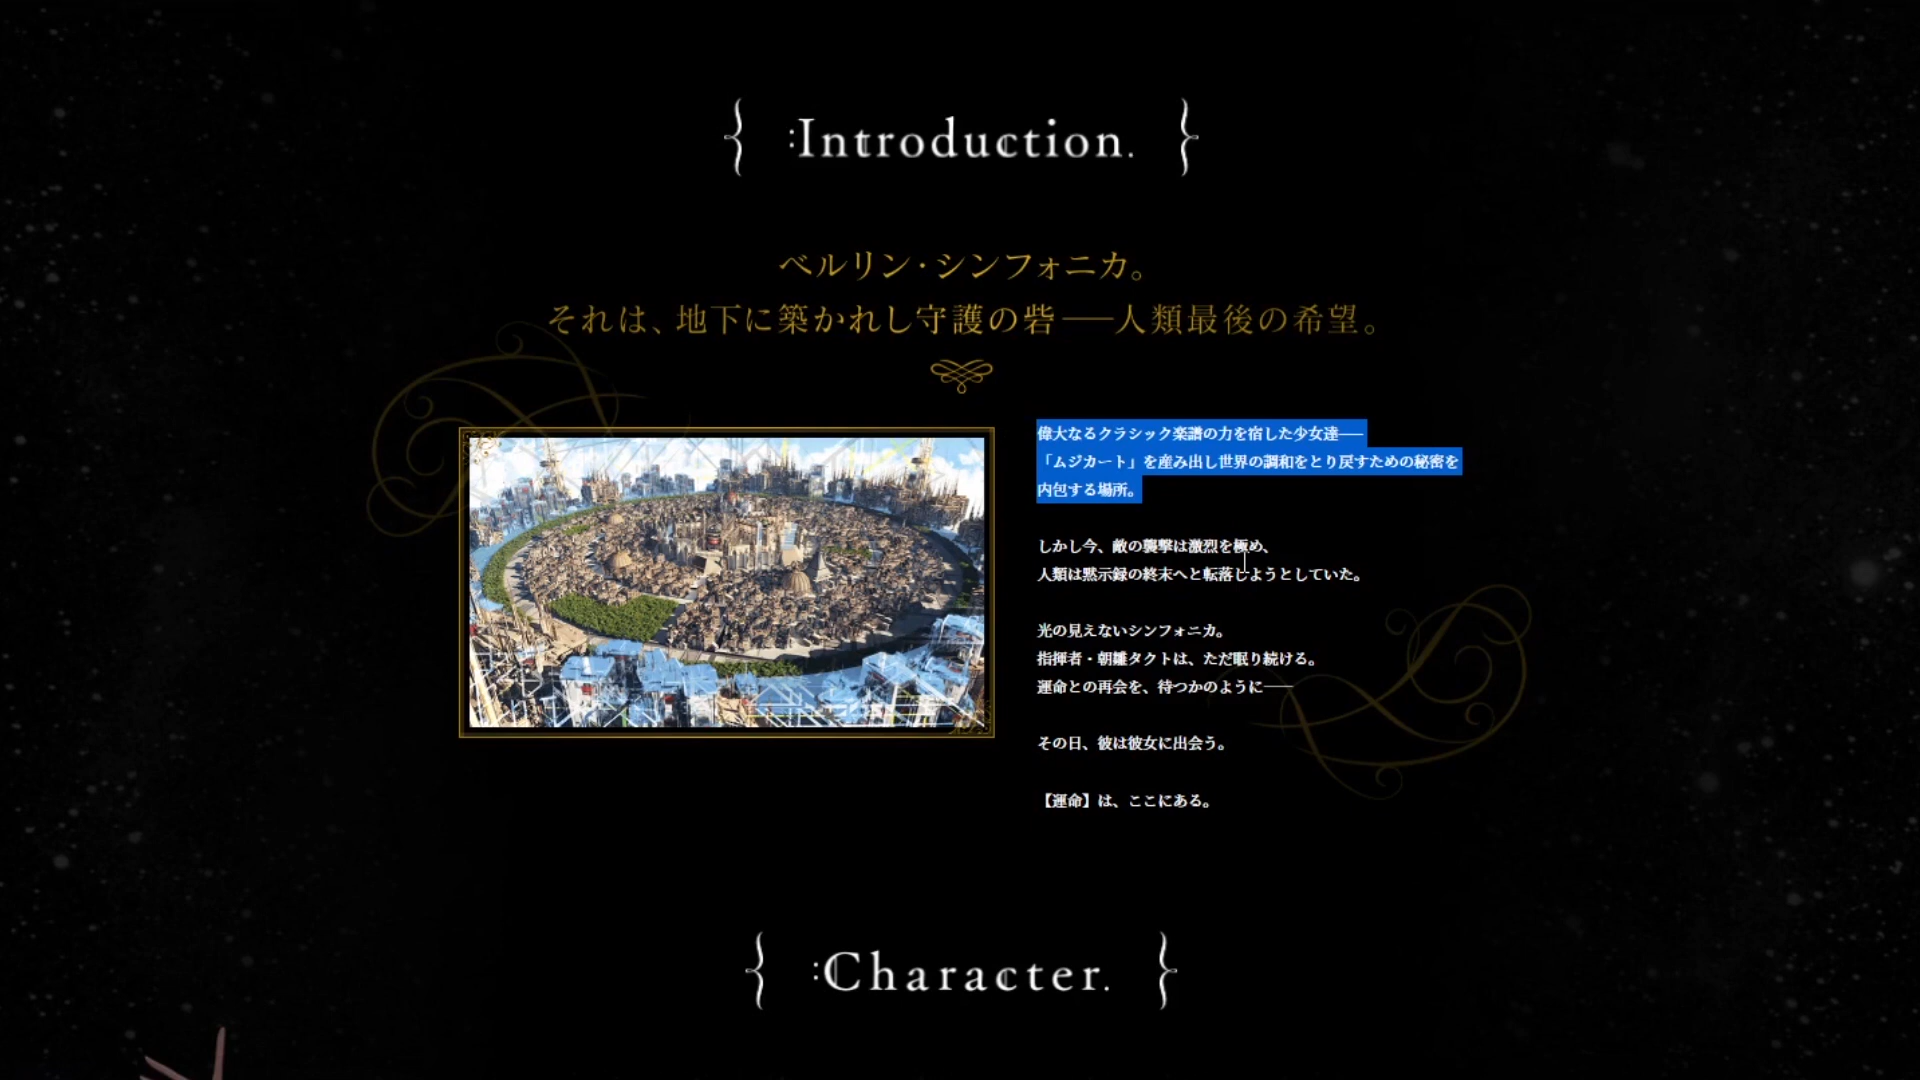 :Introduction.
ベルリン・シンフォニカ。
それは、地下に築かれし守護の砦──人類最後の希望。
偉大なるクラシック楽譜の力を宿した少女達──
「ムジカート」を産み出し世界の調和をとり戻すための秘密を
内包する場所。
しかし今、敵の襲撃は激烈を極め、
人類は黙示録の終末へと転落しようとしていた。
光の見えないシンフォニカ。
指揮者・朝雛タクトは、ただ眠り続ける。
運命との再会を、待つかのように──
その日、彼は彼女に出会う。
【運命】は、ここにある。
:Character.